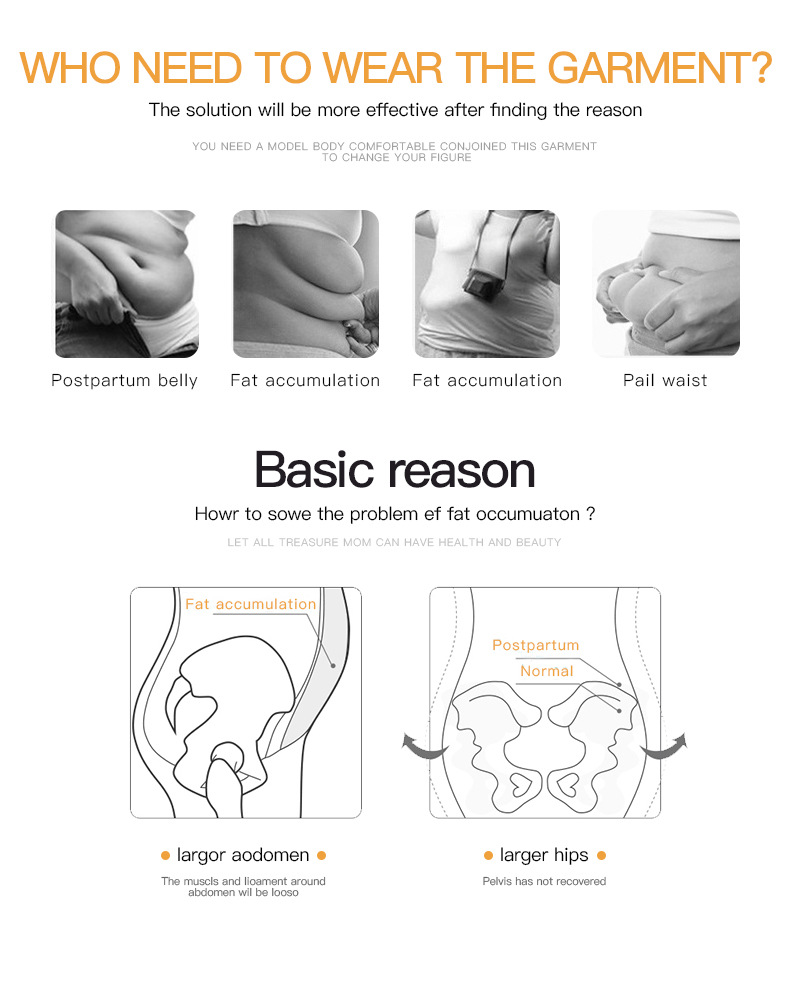 WHO NEED TO WEAR THE GARMENT?
The solution will be more effective after finding the reason
YOU NEED A MODEL BODY COMFORTABLE CONJOINED THIS GARMENT
TO CHANGE YOUR FIGURE
Postpartum belly
Fat accumulation
Fat accumulation
Pail waist
Basic reason
Howr to sowe the problem ef fat occumuaton ?
LET ALL TREASURE MOM CAN HAVE HEALTH AND BEAUTY
Fat accumulation
Postpartum
Normal
largor aodomen
larger hips
The muscls and lioament around
abdomen wil be looso
Pelvis has not recovered